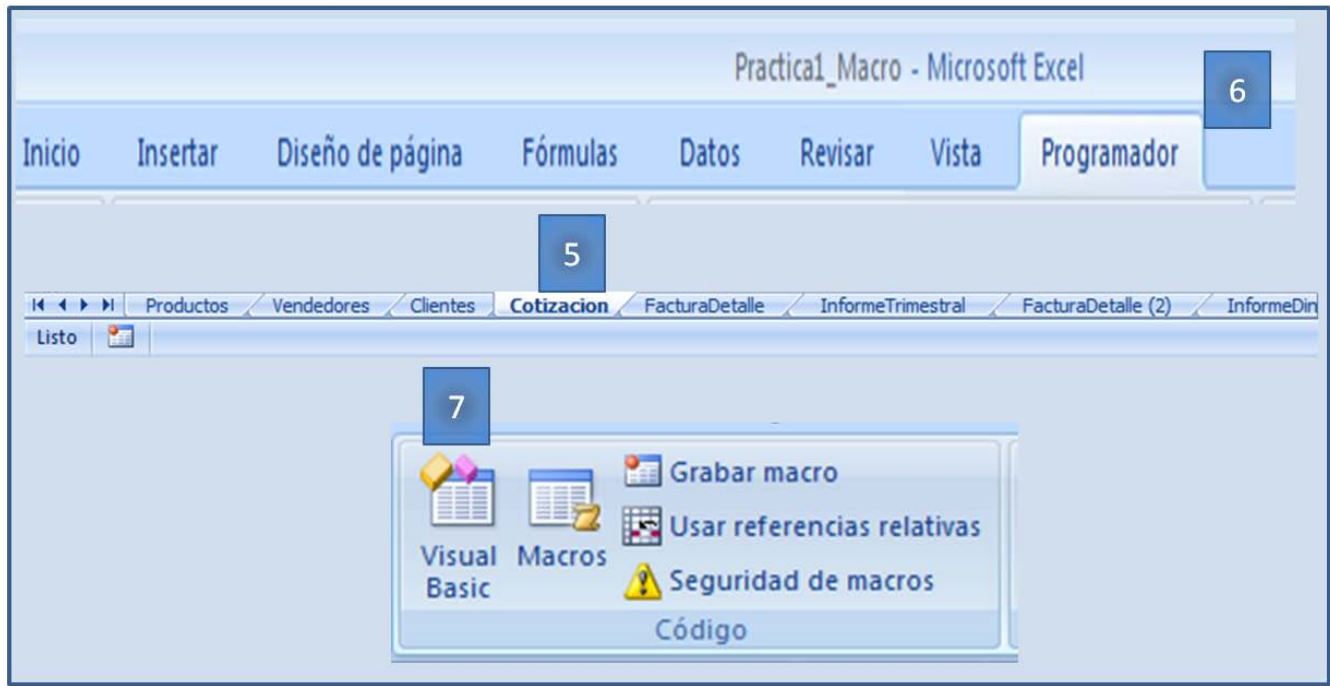 Practica1_Macro - Microsoft Excel
6
Inicio Insertar Diseño de página Fórmulas Datos Revisar Vista Programador
5
Productos Vendedores Clientes Cotizacion FacturaDetalle InformeTrimestral FacturaDetalle (2) InformeDin
Listo
7
Visual Basic
Macros
Grabar macro
Usar referencias relativas
Seguridad de macros
Código